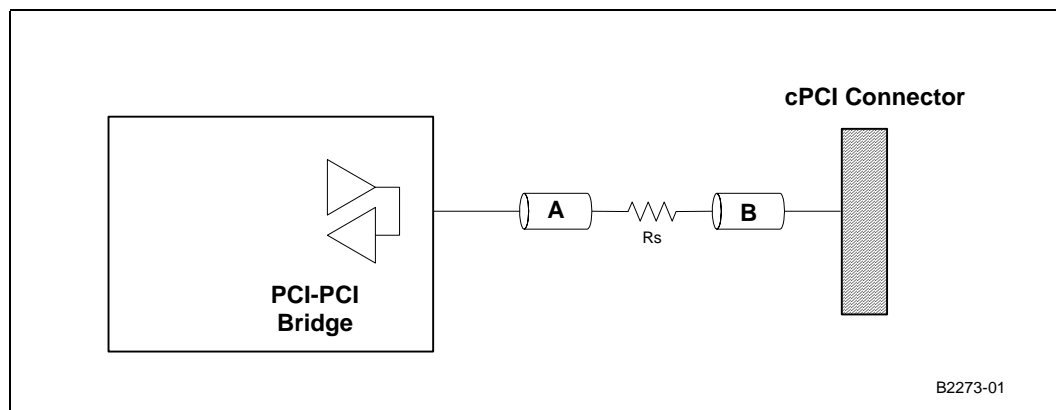 cPCI Connector
A
B
Rs
PCI-PCI
Bridge
B2273-01